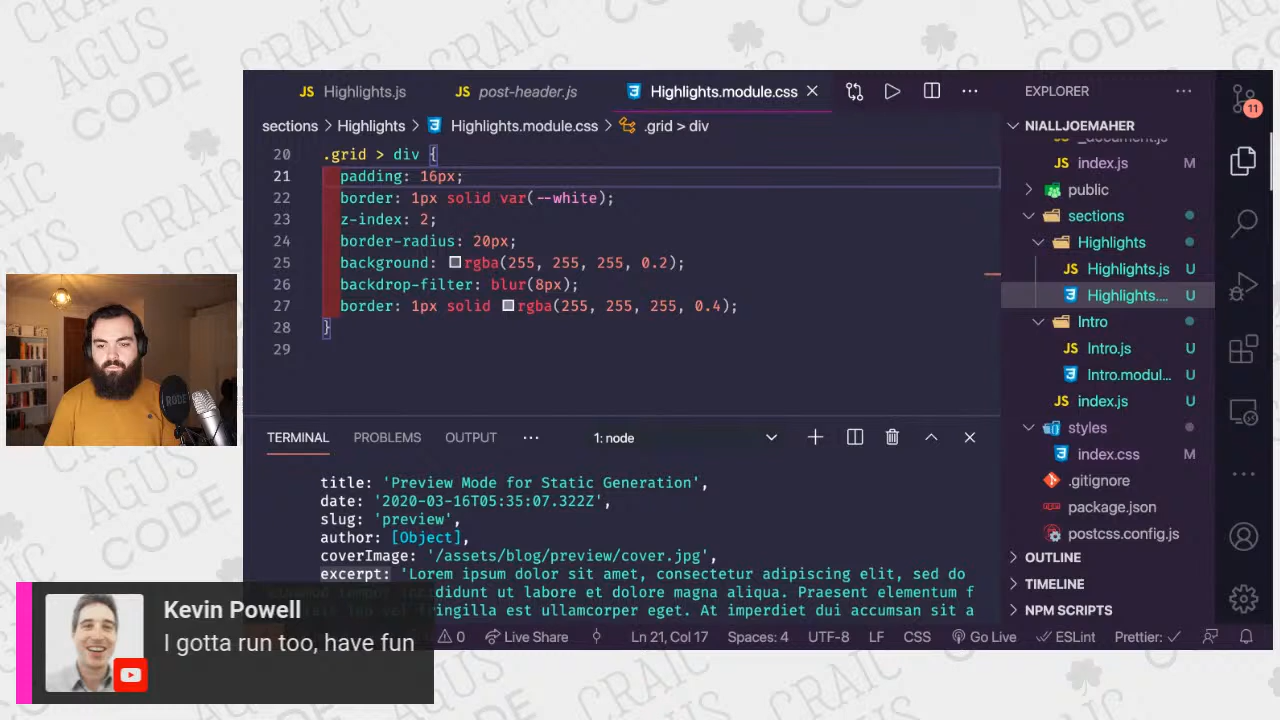 CRAIC
AGUS
CODE
Highlights.js
post-header.js
Highlights.module.css
EXPLORER
sections > Highlights > Highlights.module.css > .grid > div
NIALLJOEMAHER
20 .grid > div {
21 padding: 16px;
22 border: 1px solid var(--white);
23 z-index: 2;
24 border-radius: 20px;
25 background: rgba(255, 255, 255, 0.2);
26 backdrop-filter: blur(8px);
27 border: 1px solid rgba(255, 255, 255, 0.4);
28 }
29
_document.js
JS index.js M
public
sections
Highlights
JS Highlights.js U
Highlights.... U
Intro
JS Intro.js U
Intro.modul... U
JS index.js U
styles
index.css M
.gitignore
package.json
postcss.config.js
OUTLINE
TIMELINE
NPM SCRIPTS
11
TERMINAL PROBLEMS OUTPUT ... 1: node
title: 'Preview Mode for Static Generation',
date: '2020-03-16T05:35:07.322Z',
slug: 'preview',
author: [Object],
coverImage: '/assets/blog/preview/cover.jpg',
excerpt: 'Lorem ipsum dolor sit amet, consectetur adipiscing elit, sed do
ididunt ut labore et dolore magna aliqua. Praesent elementum f
ringilla est ullamcorper eget. At imperdiet dui accumsan sit a
0 Live Share Ln 21, Col 17 Spaces: 4 UTF-8 LF CSS Go Live ESLint Prettier: ✓
RODE
Kevin Powell
I gotta run too, have fun